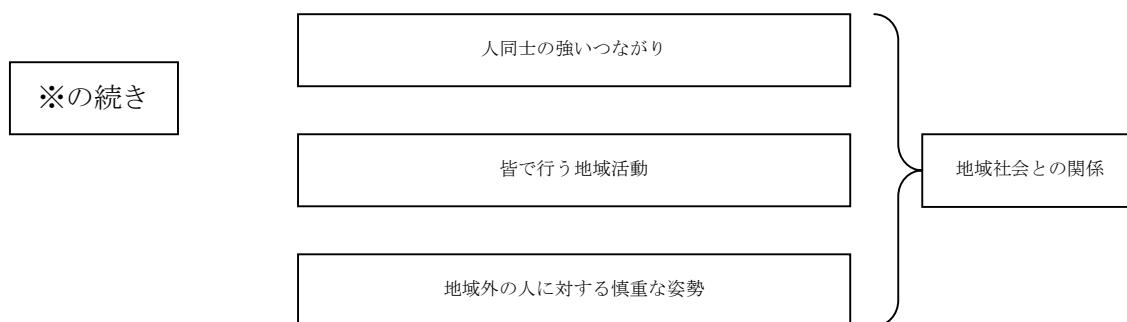 人同士の強いつながり
※の続き
皆で行う地域活動
地域社会との関係
地域外の人に対する慎重な姿勢